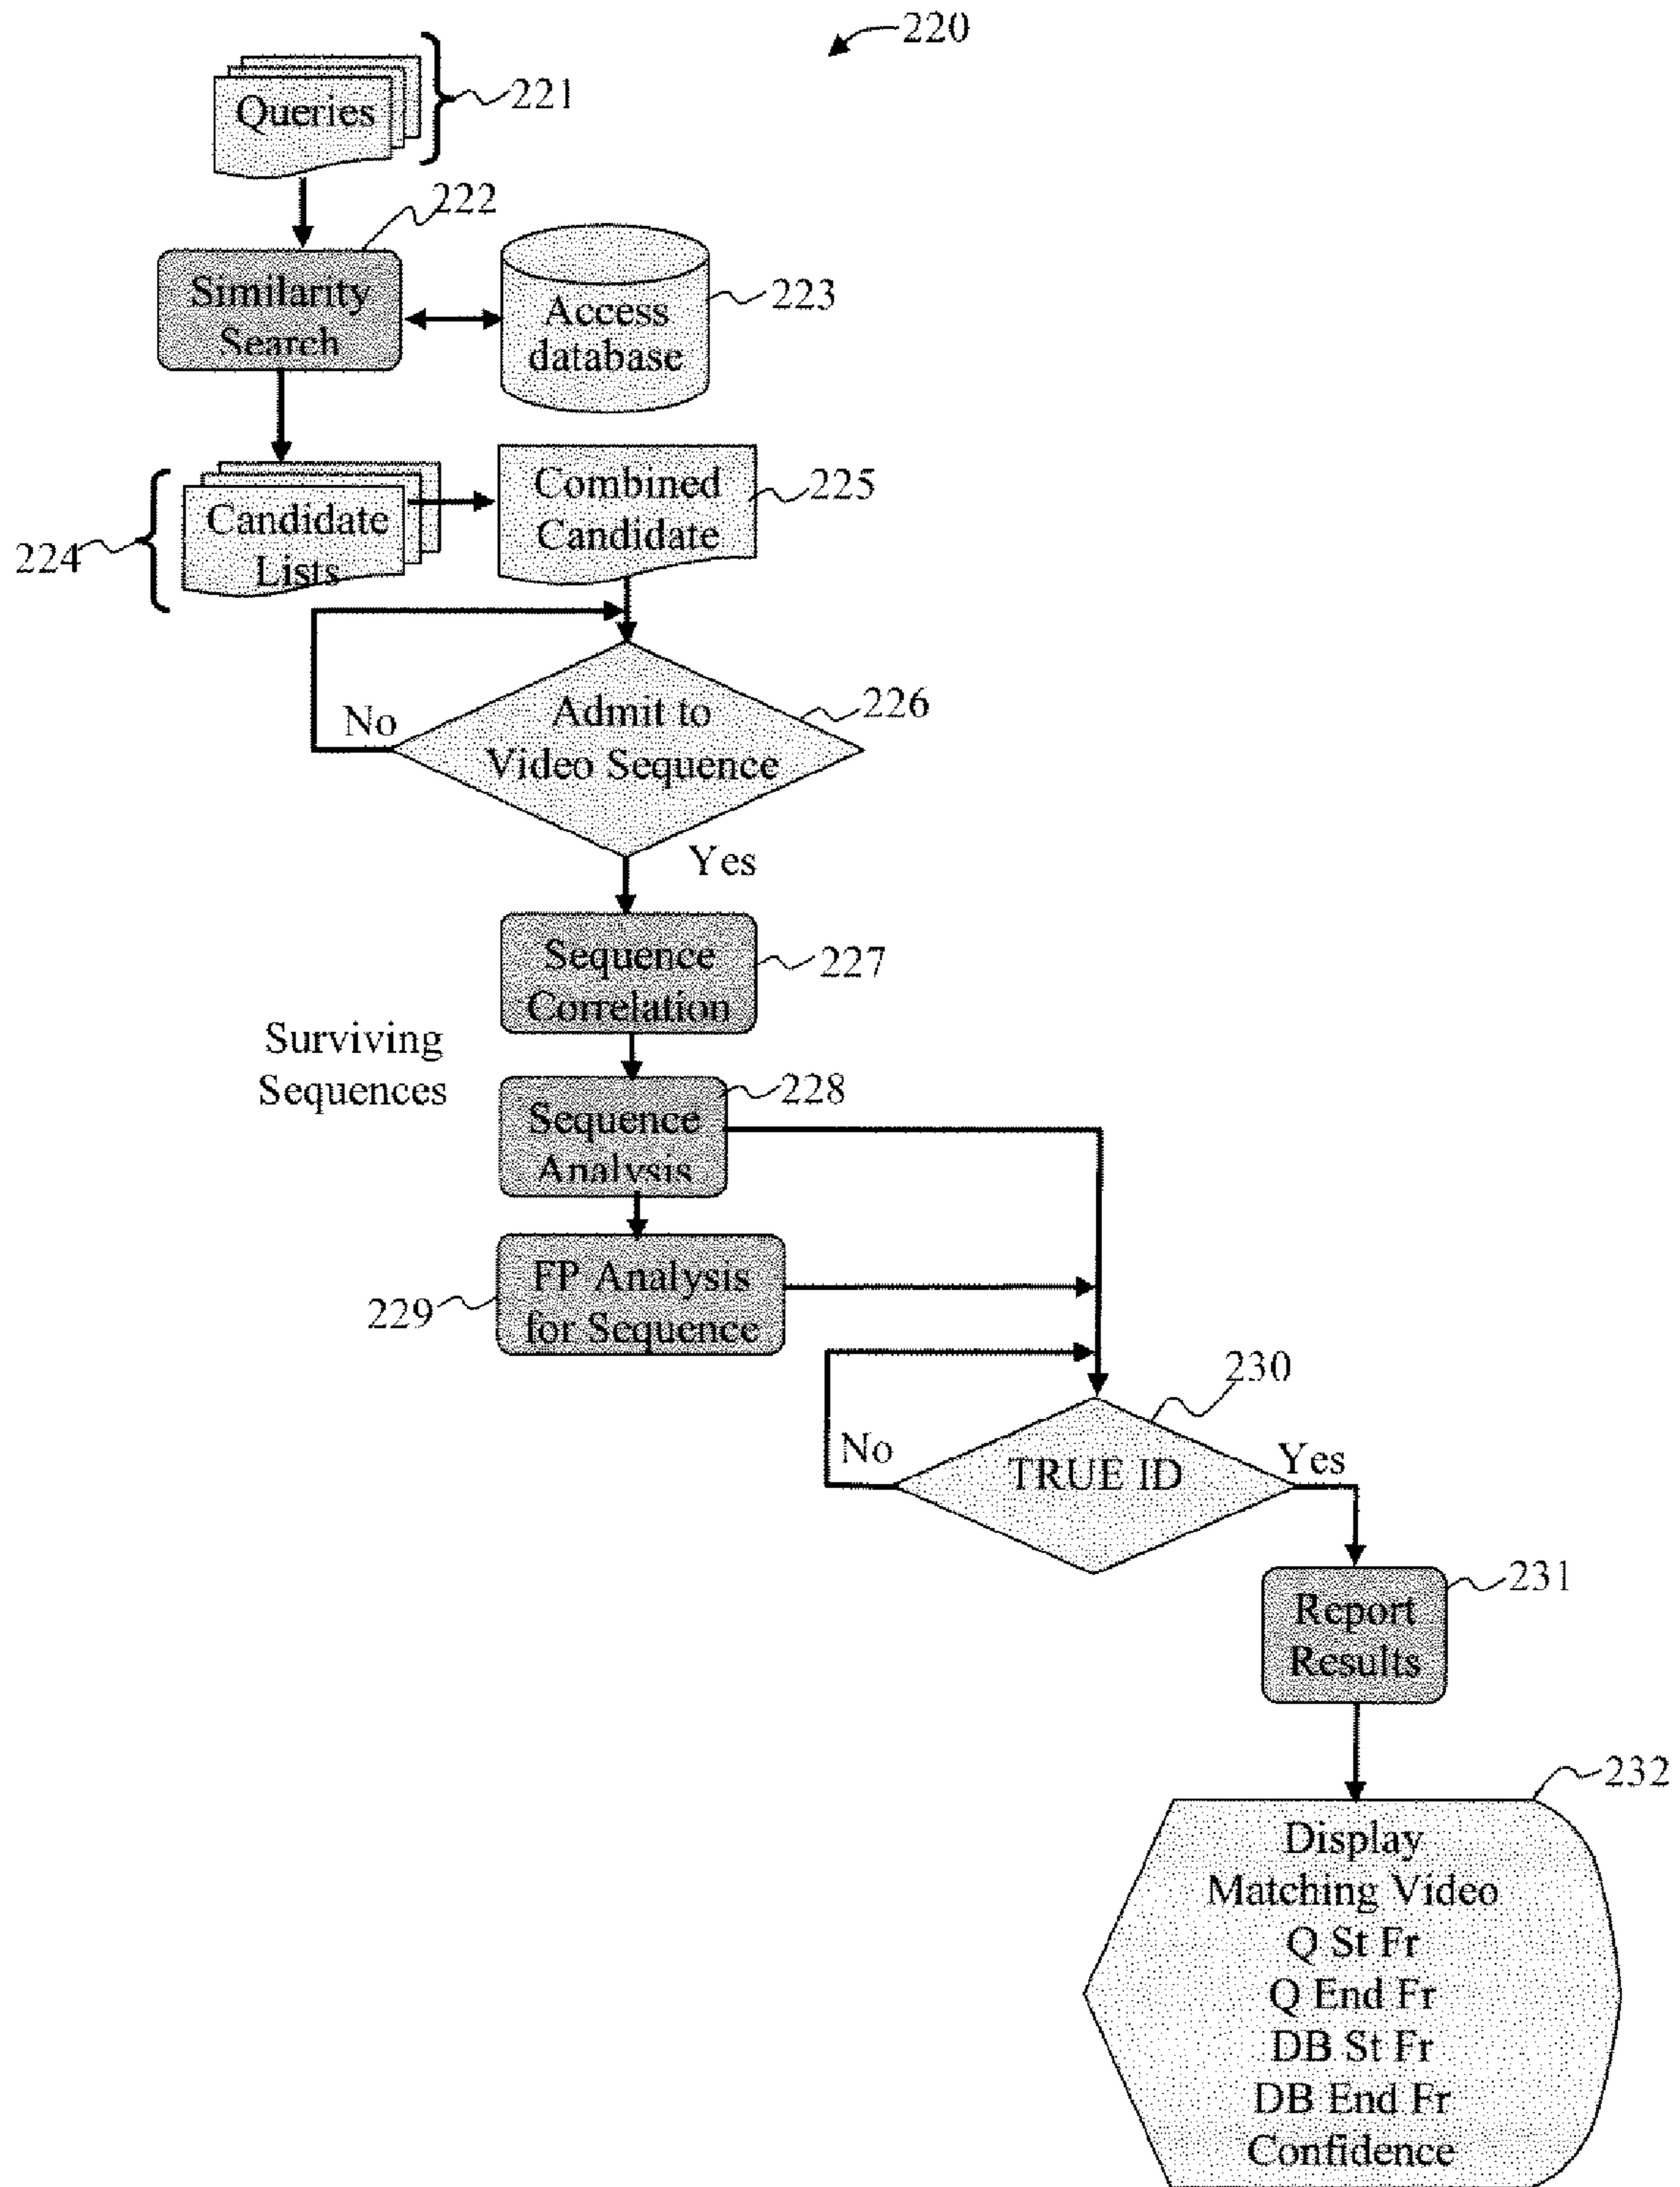 220
Queries
221
222
Similarity
Search
Access
database
223
Candidate
Lists
224
Combined
Candidate
225
Admit to
Video Sequence
226
No
Yes
Sequence
Correlation
227
Surviving
Sequences
Sequence
Analysis
228
FP Analysis
for Sequence
229
230
No
TRUE ID
Yes
231
Report
Results
232
Display
Matching Video
Q St Fr
Q End Fr
DB St Fr
DB End Fr
Confidence